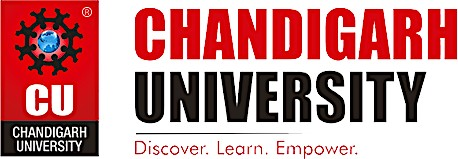 ®
CU
CHANDIGARH
UNIVERSITY
CHANDIGARH
UNIVERSITY
Discover. Learn. Empower.